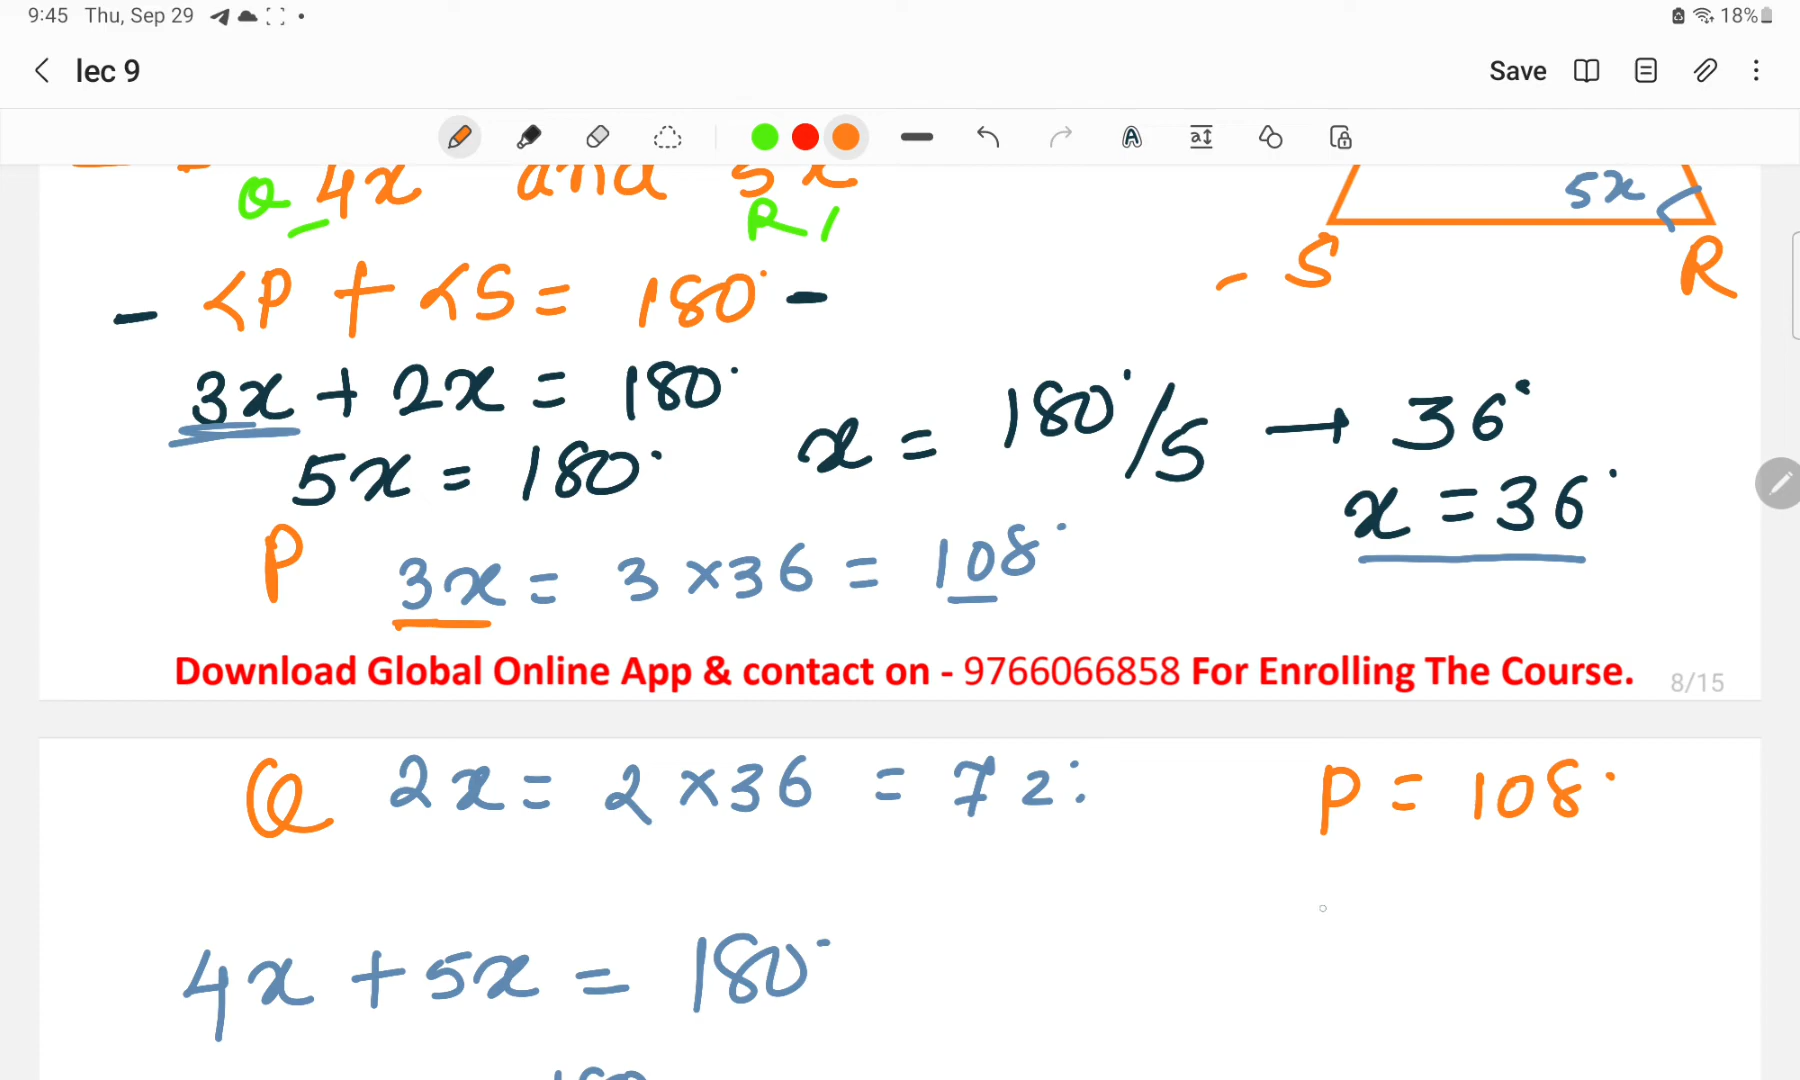 9:45 Thu, Sep 29
18%
lec 9
Save
4x and 5x
Q R
5x
S R
- <P + <S = 180° -
3x + 2x = 180°
5x = 180°
x = 180°/5 → 36°
x = 36°
P 3x = 3 × 36 = 108°
Download Global Online App & contact on - 9766066858 For Enrolling The Course.
8/15
Q 2x = 2 × 36 = 72°
P = 108°
4x + 5x = 180°